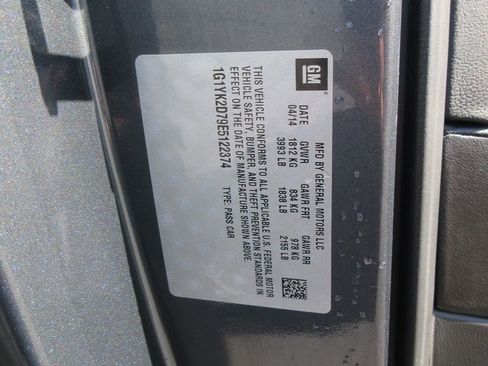 GM
MFD BY GENERAL MOTORS LLC
DATE GVWR GAWR FRT GAWR RR
04/14 1812 KG 834 KG 978 KG
3993 LB 1838 LB 2155 LB
THIS VEHICLE CONFORMS TO ALL APPLICABLE U.S. FEDERAL MOTOR
VEHICLE SAFETY, BUMPER, AND THEFT PREVENTION STANDARDS IN
EFFECT ON THE DATE OF MANUFACTURE SHOWN ABOVE.
1G1YK2D79E5122374 TYPE: PASS CAR